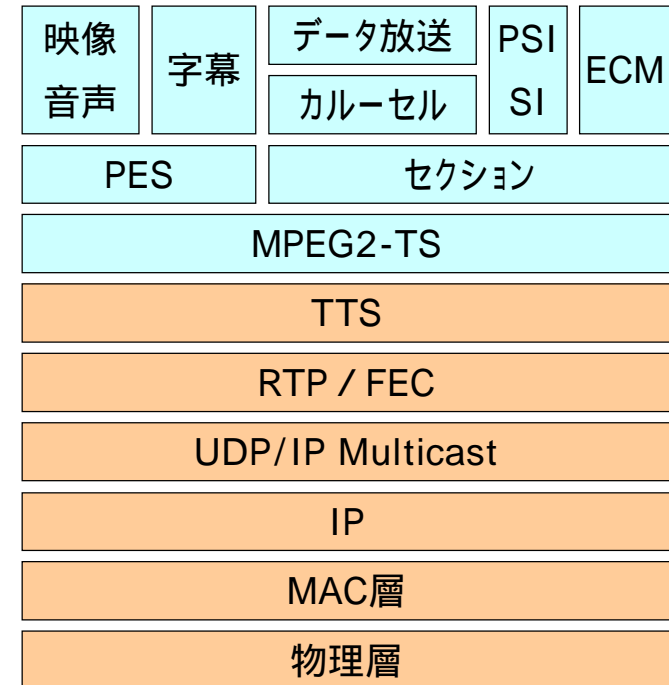 映像
音声
字幕
データ放送
カルーセル
PSI
SI
ECM
PES
セクション
MPEG2-TS
TTS
RTP / FEC
UDP/IP Multicast
IP
MAC層
物理層